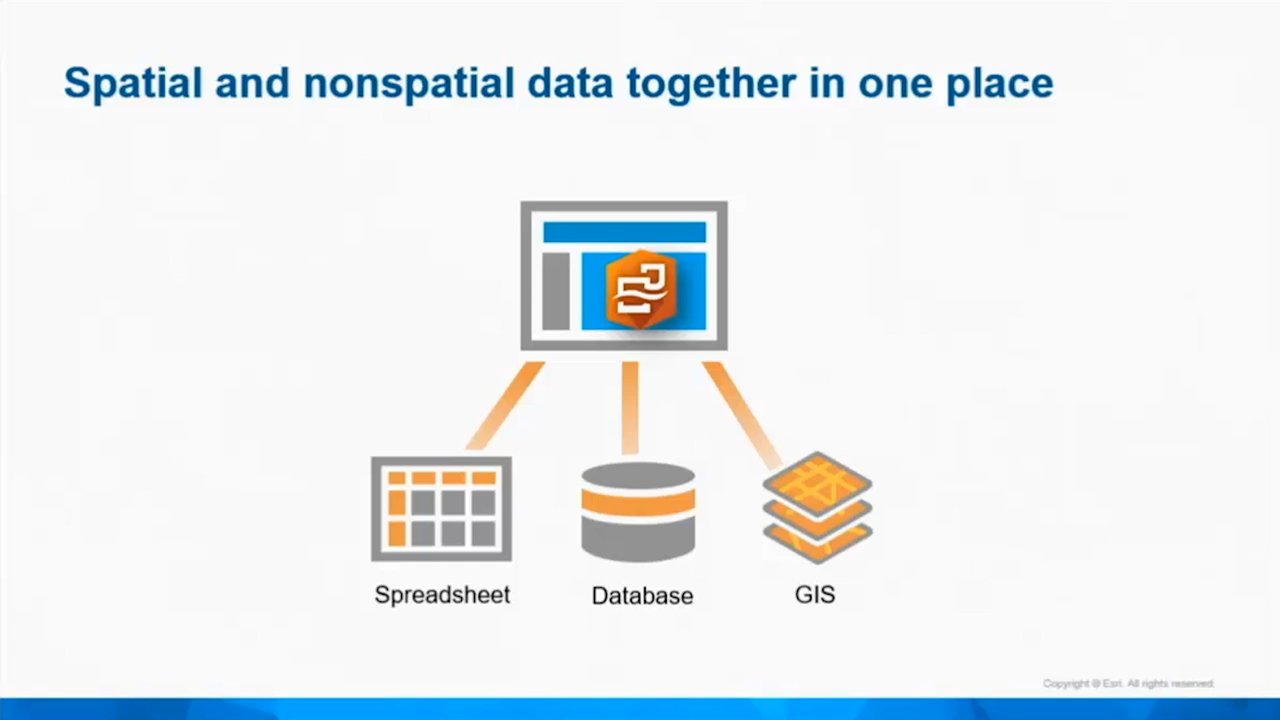 Spatial and nonspatial data together in one place
Spreadsheet
Database
GIS
Copyright © Esri. All rights reserved.